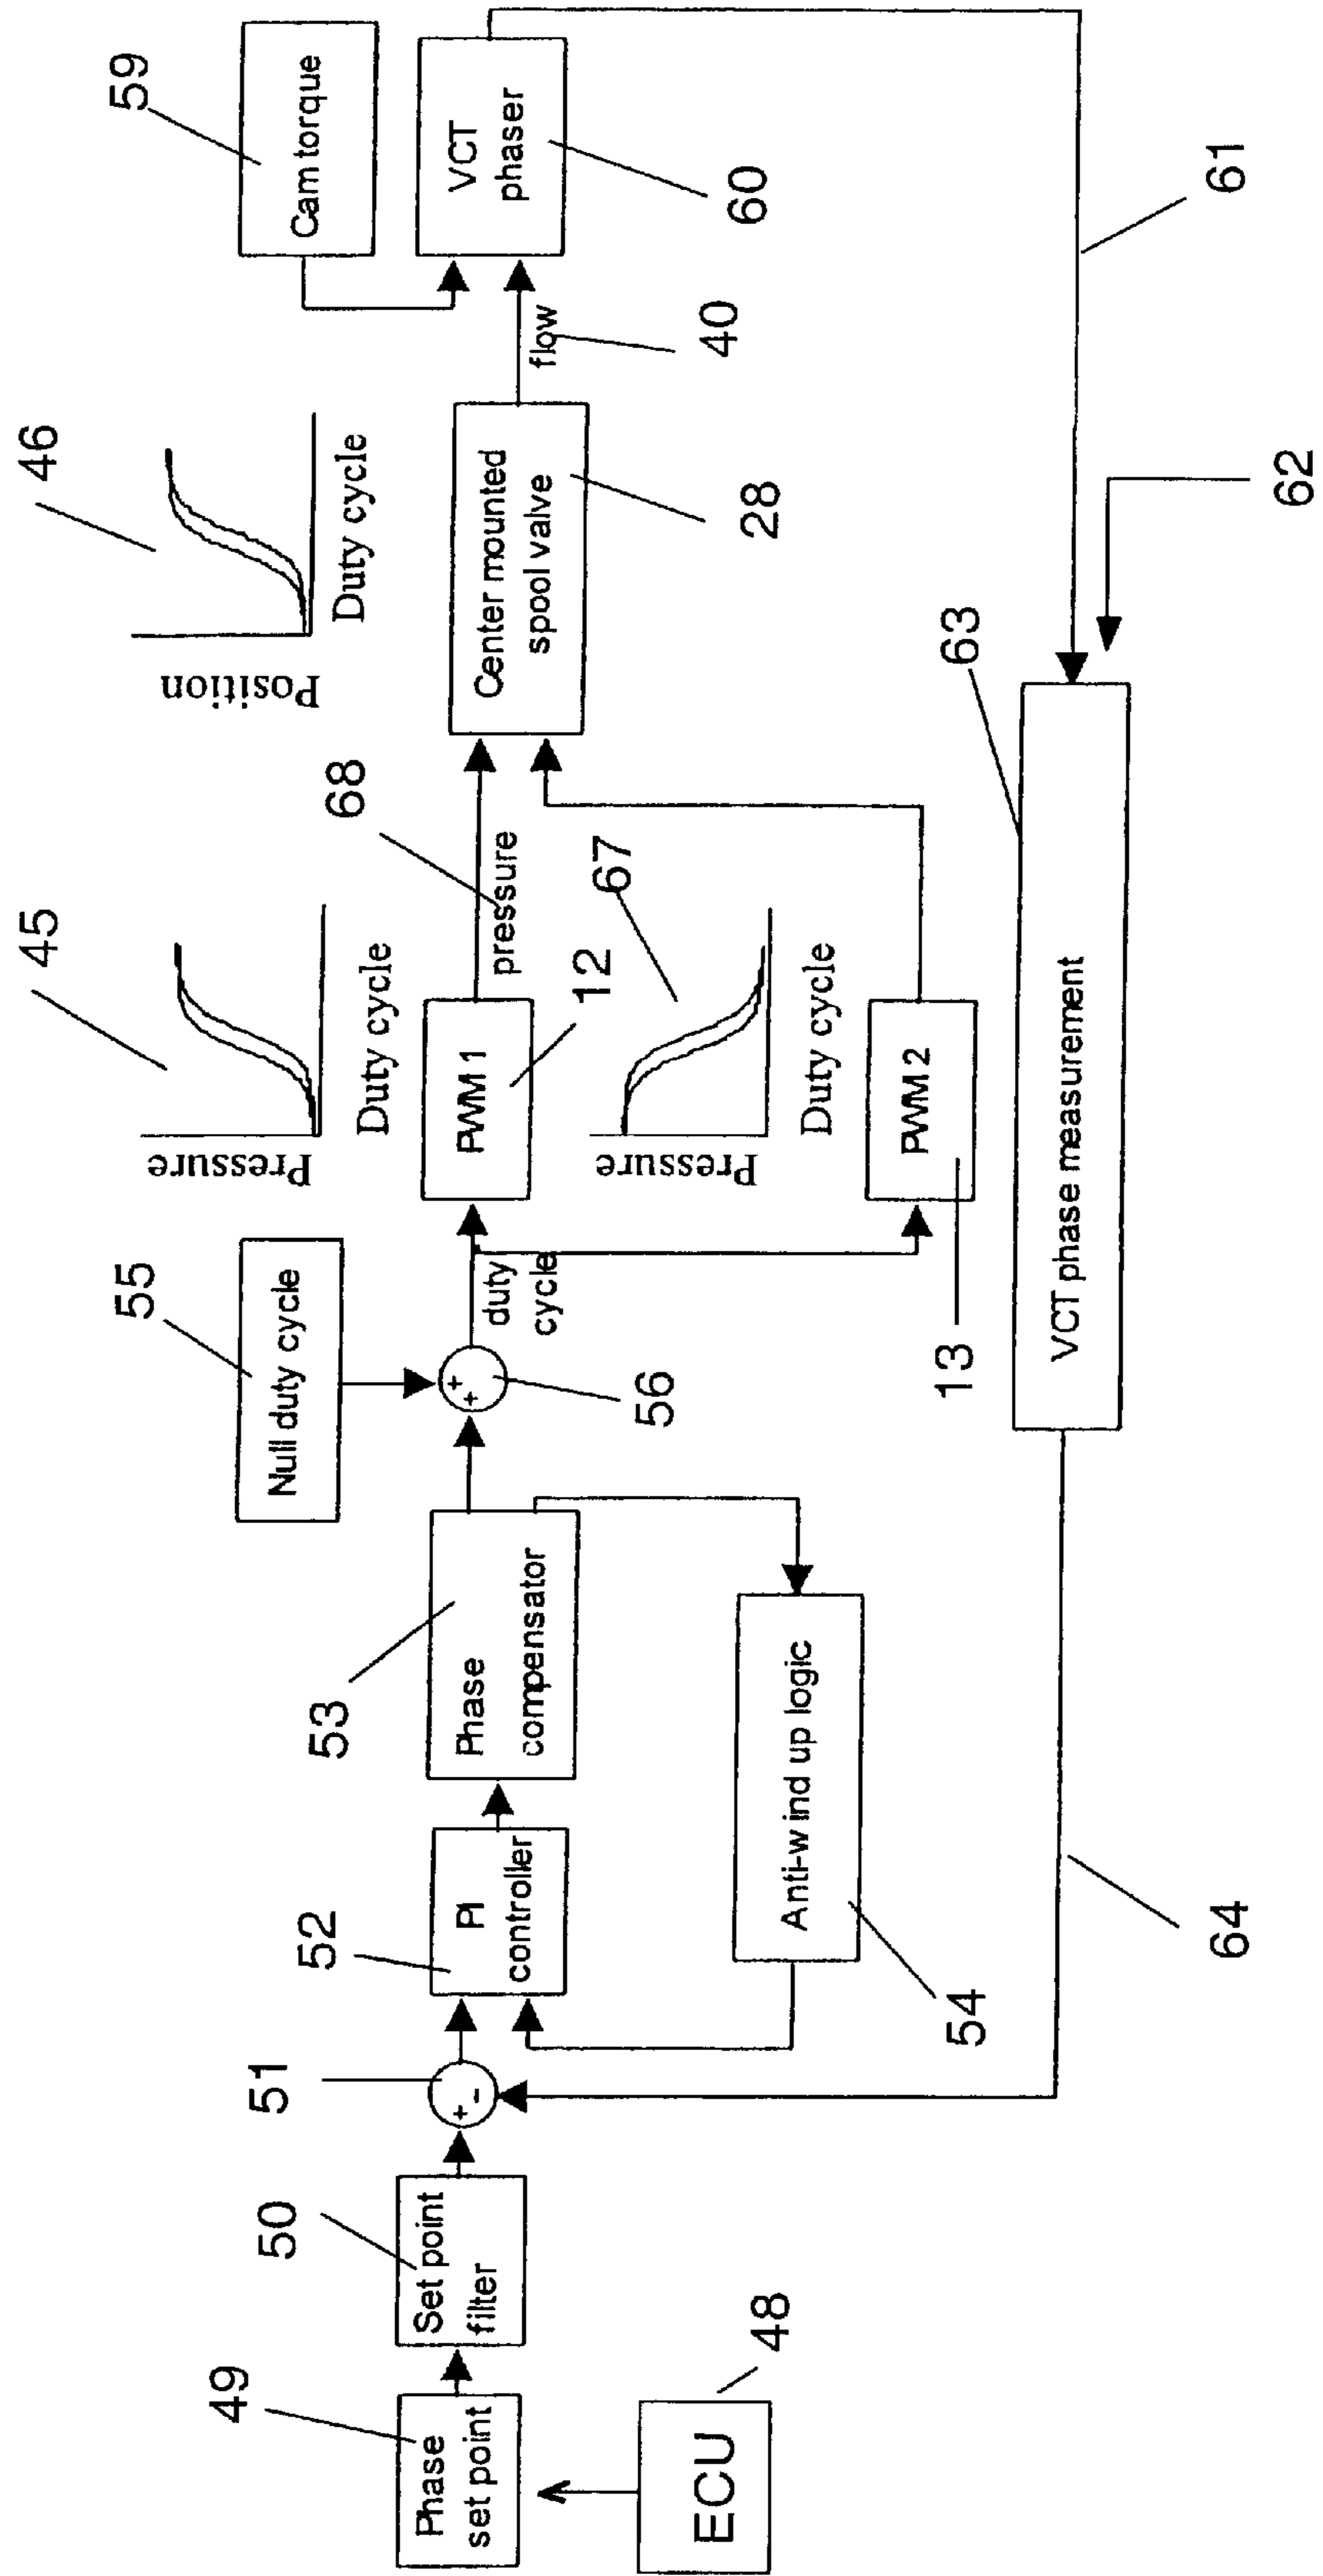 59
Cam torque
VCT
phaser
60
61
46
Position
Duty cycle
flow
40
Center mounted
spool valve
28
62
63
45
Pressure
Duty cycle
68
pressure
PWM 1
12
67
Pressure
Duty cycle
PWM 2
13
VCT phase measurement
55
Null duty cycle
+
+
56
duty
cycle
53
Phase
compensator
52
PI
controller
Anti-wind up logic
54
64
51
+
-
50
Set point
filter
49
Phase
set point
48
ECU